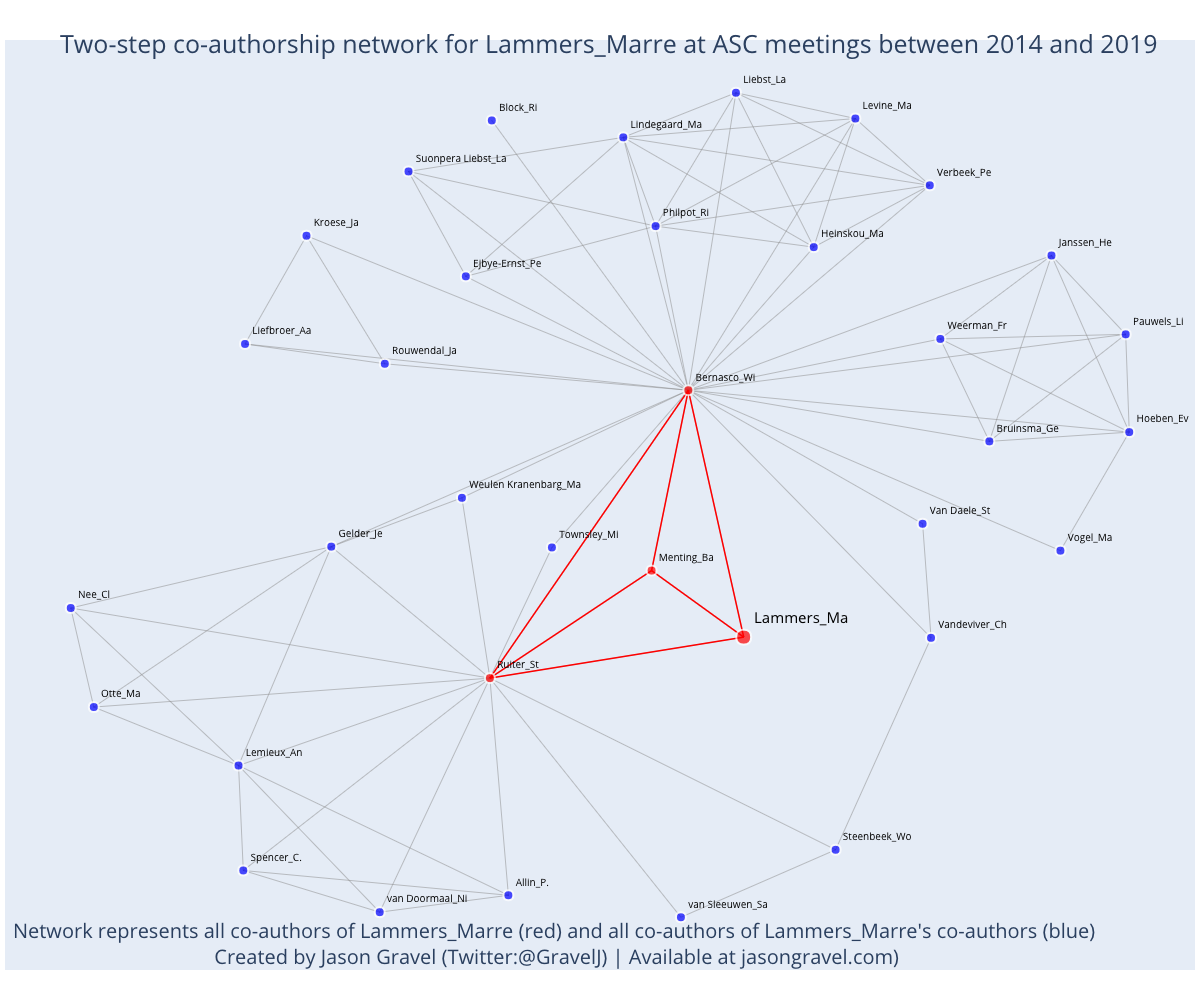 Two-step co-authorship network for Lammers_Marre at ASC meetings between 2014 and 2019
Liebst_La
Block_Ri
Levine_Ma
Lindegaard_Ma
Suonpera Liebst_La
Verbeek_Pe
Philpot_Ri
Kroese_Ja
Heinskou_Ma
Janssen_He
Ejbye-Ernst_Pe
Pauwels_Li
Weerman_Fr
Liefbroer_Aa
Rouwendal_Ja
Bernasco_Wi
Hoeben_Ev
Bruinsma_Ge
Weulen Kranenbarg_Ma
Van Daele_St
Gelder_Je
Townsley_Mi
Vogel_Ma
Menting_Ba
Nee_Cl
Lammers_Ma
Vandeviver_Ch
Ruiter_St
Otte_Ma
Lemieux_An
Steenbeek_Wo
Spencer_C.
Allin_P.
van Doormaal_Ni
van Sleeuwen_Sa
Network represents all co-authors of Lammers_Marre (red) and all co-authors of Lammers_Marre's co-authors (blue)
Created by Jason Gravel (Twitter:@GravelJ) | Available at jasongravel.com)